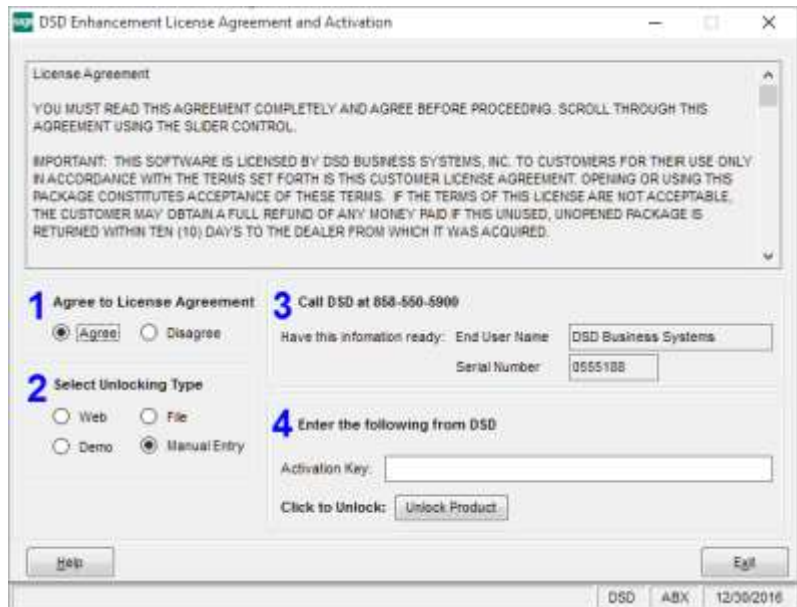 sage DSD Enhancement License Agreement and Activation
License Agreement
YOU MUST READ THIS AGREEMENT COMPLETELY AND AGREE BEFORE PROCEEDING. SCROLL THROUGH THIS
AGREEMENT USING THE SLIDER CONTROL.
IMPORTANT: THIS SOFTWARE IS LICENSED BY DSD BUSINESS SYSTEMS, INC. TO CUSTOMERS FOR THEIR USE ONLY
IN ACCORDANCE WITH THE TERMS SET FORTH IS THIS CUSTOMER LICENSE AGREEMENT. OPENING OR USING THIS
PACKAGE CONSTITUTES ACCEPTANCE OF THESE TERMS. IF THE TERMS OF THIS LICENSE ARE NOT ACCEPTABLE,
THE CUSTOMER MAY OBTAIN A FULL REFUND OF ANY MONEY PAID IF THIS UNUSED, UNOPENED PACKAGE IS
RETURNED WITHIN TEN (10) DAYS TO THE DEALER FROM WHICH IT WAS ACQUIRED.
1 Agree to License Agreement
Agree Disagree
2 Select Unlocking Type
Web File
Demo Manual Entry
3 Call DSD at 858-550-5900
Have this infomation ready: End User Name DSD Business Systems
Serial Number 0555188
4 Enter the following from DSD
Activation Key:
Click to Unlock: Unlock Product
Help Exit
DSD ABX 12/30/2016